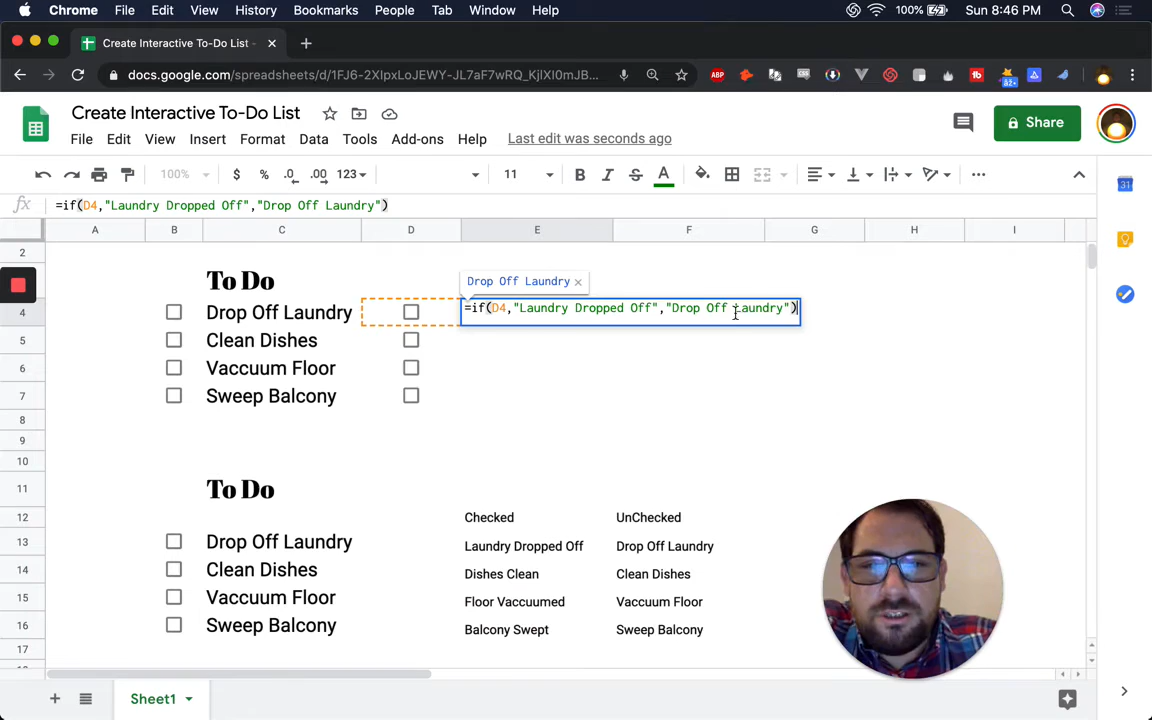 Chrome File Edit View History Bookmarks People Tab Window Help 100% Sun 8:46 PM
Create Interactive To-Do List -
docs.google.com/spreadsheets/d/1FJ6-2XIpxLoJEWY-JL7aF7wRQ_KjlXI0mJB... ABP
Create Interactive To-Do List
File Edit View Insert Format Data Tools Add-ons Help Last edit was seconds ago
Share
100% $ % .0 .00 123 11 B I S A
31
fx =if(D4,"Laundry Dropped Off","Drop Off Laundry")
A B C D E F G H I
2
To Do
Drop Off Laundry ×
4 Drop Off Laundry =if(D4,"Laundry Dropped Off","Drop Off Laundry")
5 Clean Dishes
6 Vaccuum Floor
7 Sweep Balcony
8
9
10
11 To Do
12 Checked UnChecked
13 Drop Off Laundry Laundry Dropped Off Drop Off Laundry
14 Clean Dishes Dishes Clean Clean Dishes
15 Vaccuum Floor Floor Vaccuumed Vaccuum Floor
16 Sweep Balcony Balcony Swept Sweep Balcony
17
Sheet1